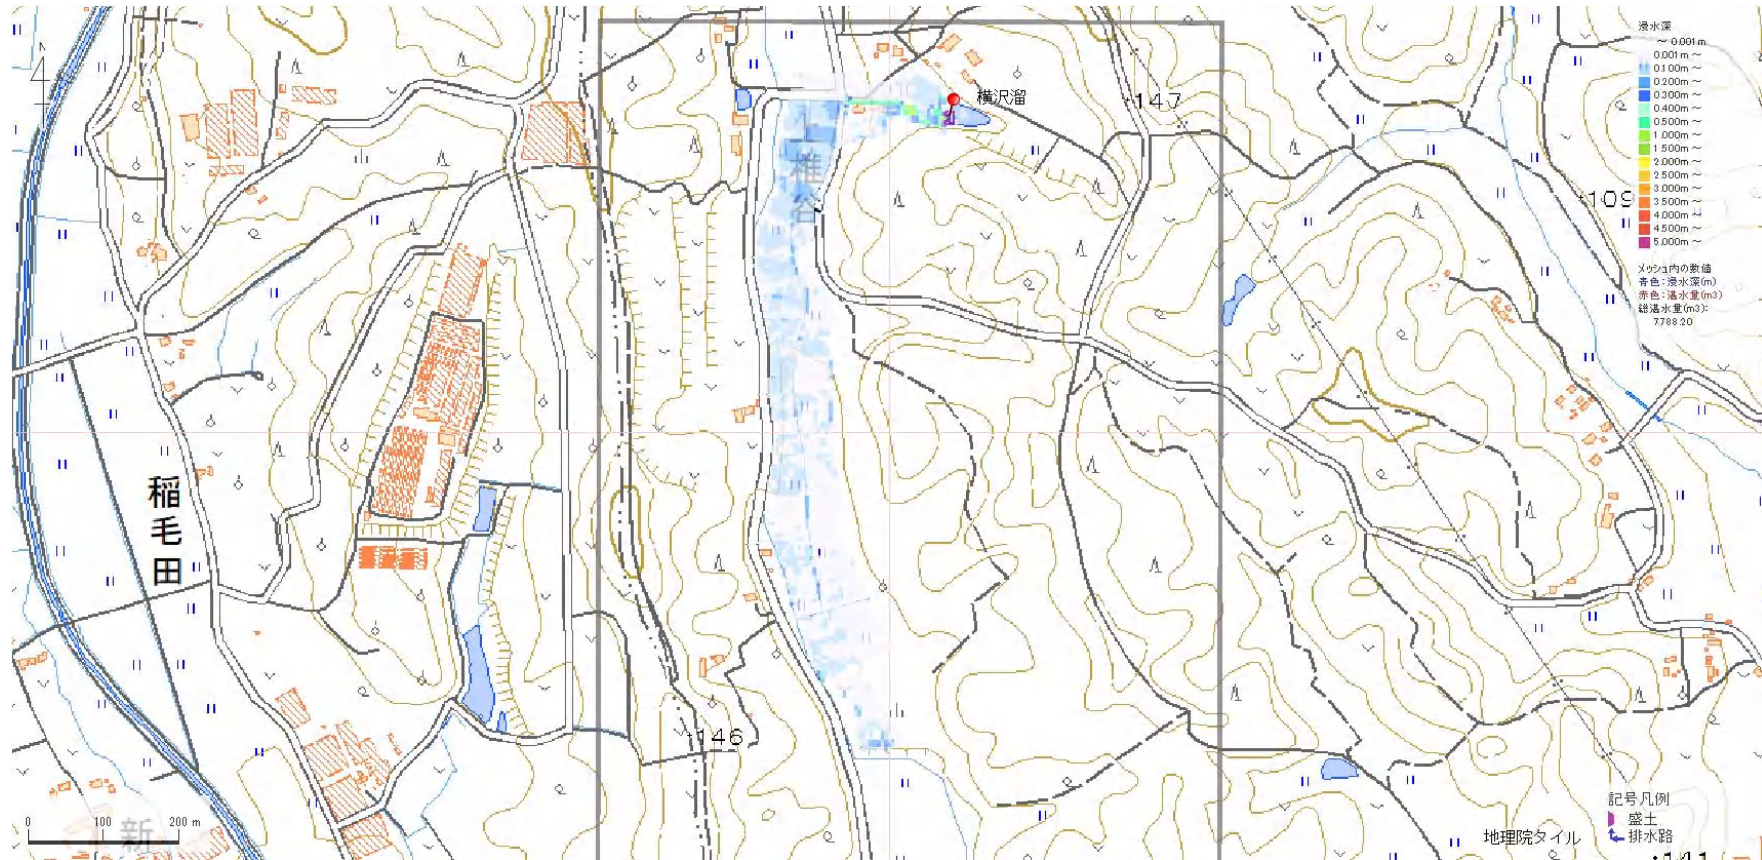 浸水深
～ 0.001m
0.001m ～
0.100m ～
0.200m ～
0.300m ～
0.400m ～
0.500m ～
1.000m ～
1.500m ～
2.000m ～
2.500m ～
3.000m ～
3.500m ～
4.000m ～
4.500m ～
5.000m ～
メッシュ内の数値
青色:浸水深(m)
赤色:湛水量(m3)
総湛水量(m3):
7788.20
横沢溜
147
椎谷
109
稲毛田
146
新
0 100 200 m
記号凡例
盛土
排水路
地理院タイル
141